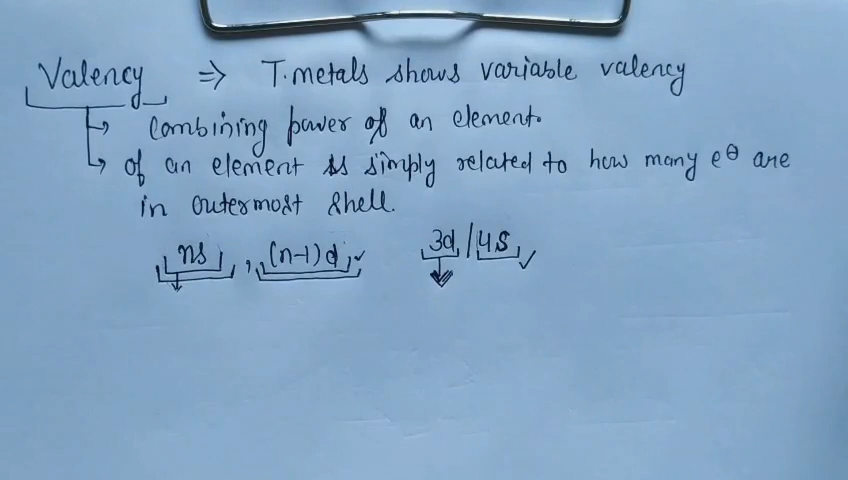 Valency ⇒ T.metals shows variable valency
↳ Combining power of an element.
↳ of an element is simply related to how many e⊖ are
in outermost shell.
ns, (n-1)d✓ 3d/4s✓